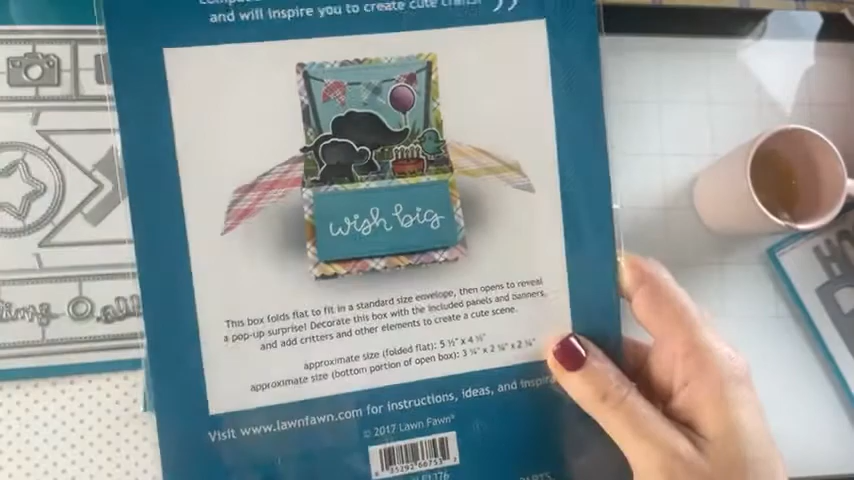 and will inspire you to create cute crafts. ”
wish big
This box folds flat to fit in a standard size envelope, then opens to reveal
a pop-up surprise! Decorate this box with the included panels and banners,
and add critters and other elements to create a cute scene.
approximate size (folded flat): 5 ½" x 4 ¼"
approximate size (bottom portion of open box): 3 ¼" x 2 ¼" x 2 ¼"
Visit www.lawnfawn.com for instructions, ideas, and
© 2017 Lawn Fawn®